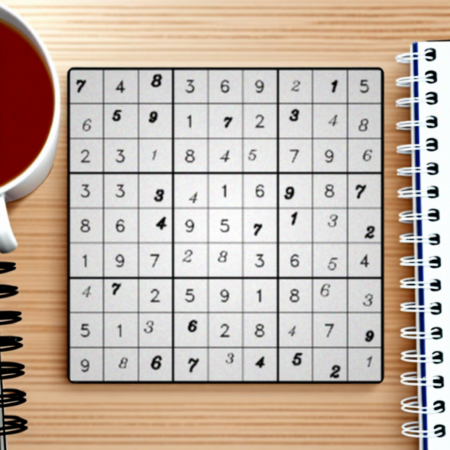 7 4 8 3 6 9 2 1 5
6 5 9 1 7 2 3 4 8
2 3 1 8 4 5 7 9 6
3 3 3 4 1 6 9 8 7
8 6 4 9 5 7 1 3 2
1 9 7 2 8 3 6 5 4
4 7 2 5 9 1 8 6 3
5 1 3 6 2 8 4 7 9
9 8 6 7 3 4 5 2 1